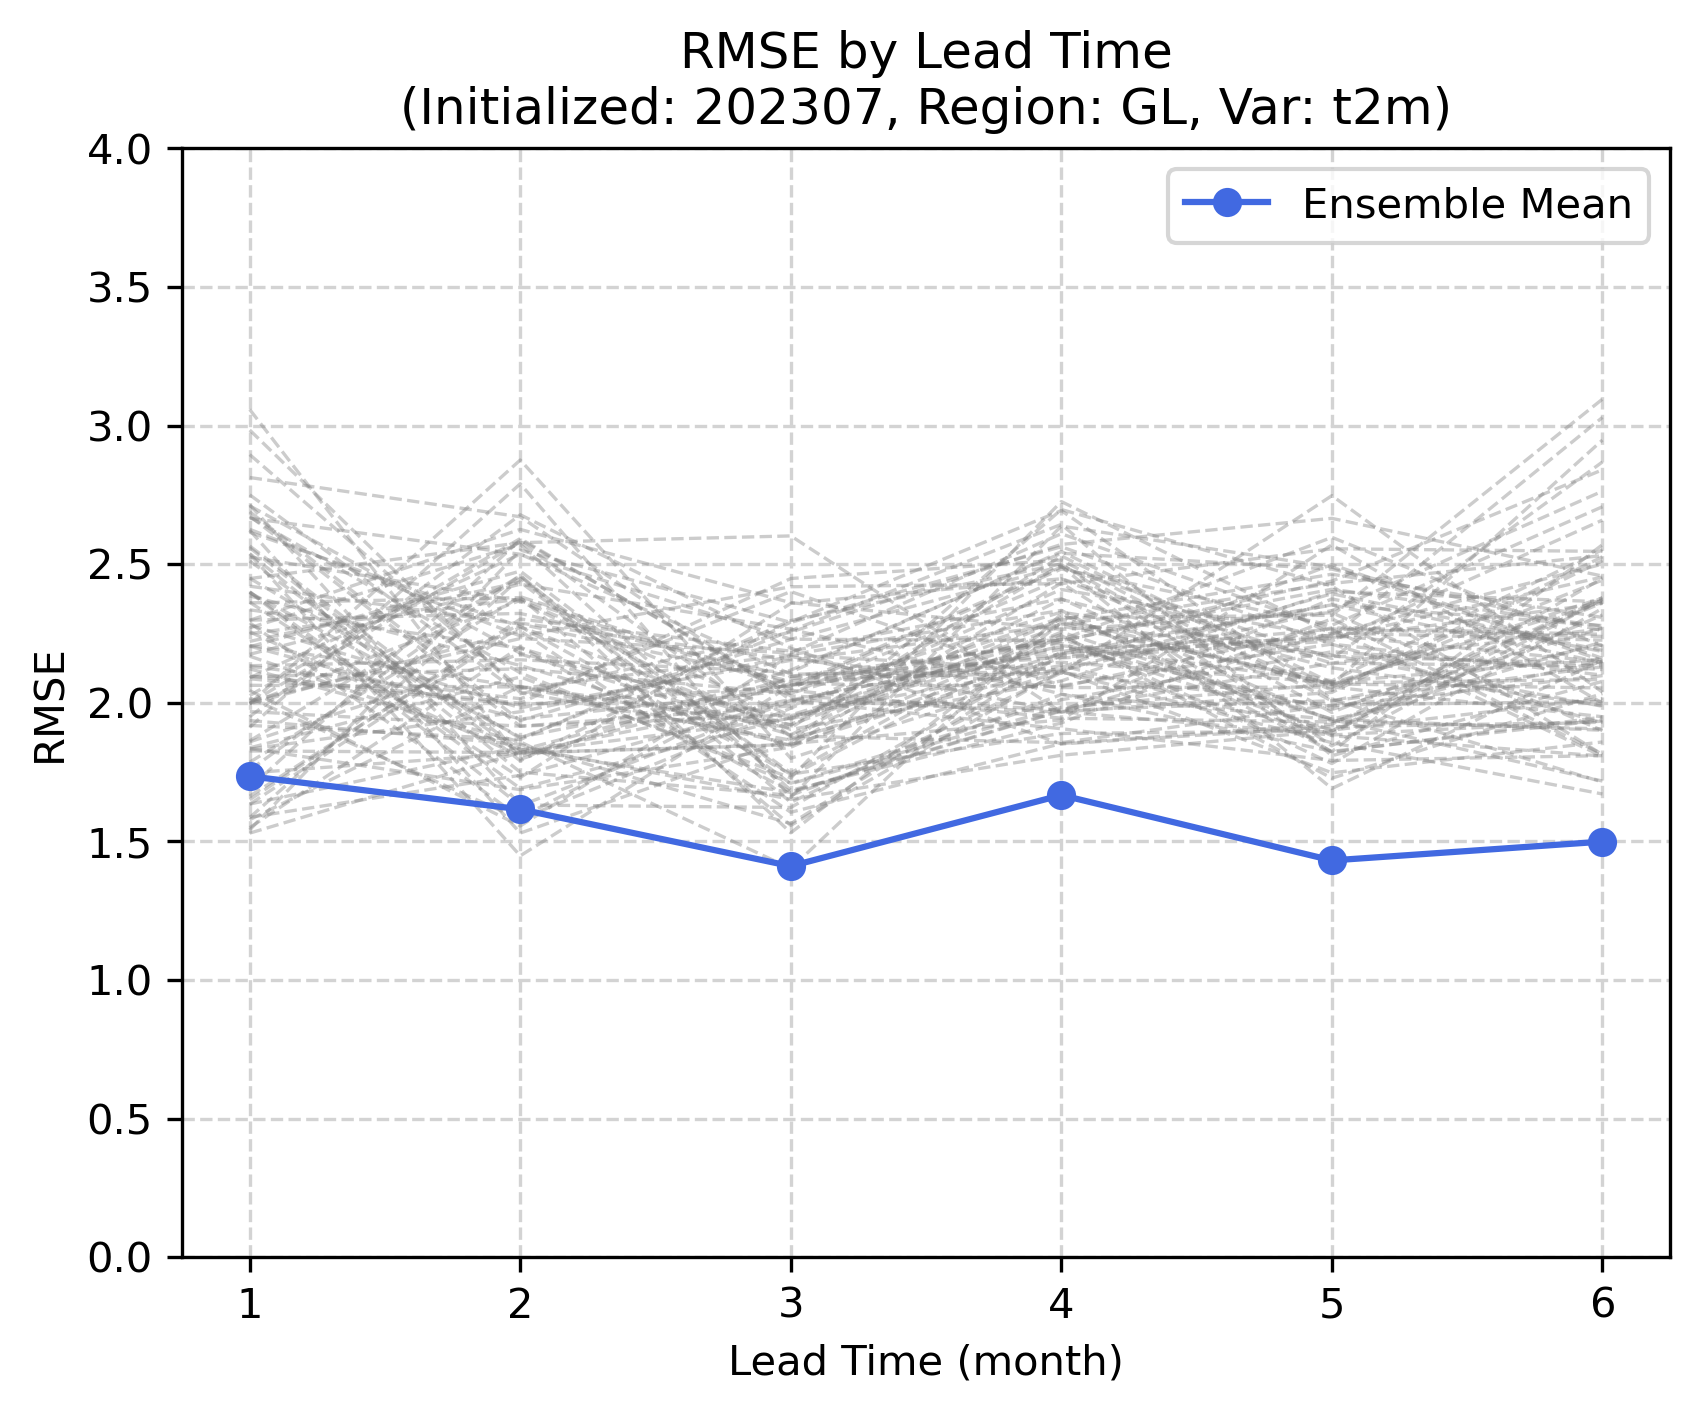 RMSE by Lead Time
(Initialized: 202307, Region: GL, Var: t2m)
Ensemble Mean
RMSE
4.0
3.5
3.0
2.5
2.0
1.5
1.0
0.5
0.0
1 2 3 4 5 6
Lead Time (month)